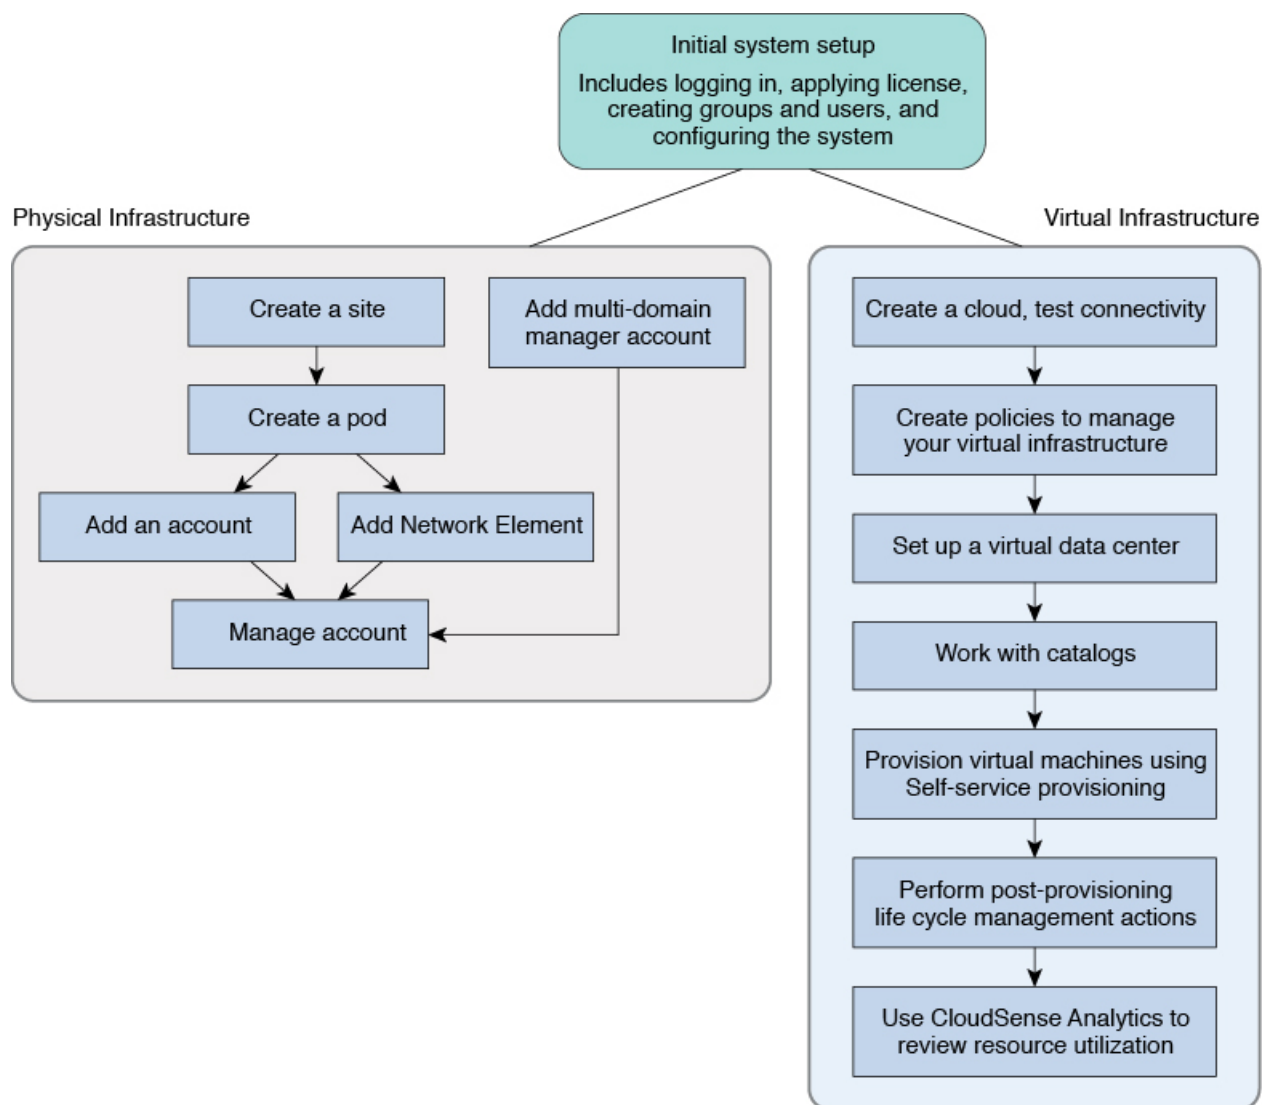 Initial system setup
Includes logging in, applying license,
creating groups and users, and
configuring the system
Physical Infrastructure
Create a site
Add multi-domain
manager account
Create a pod
Add an account
Add Network Element
Manage account
Virtual Infrastructure
Create a cloud, test connectivity
Create policies to manage
your virtual infrastructure
Set up a virtual data center
Work with catalogs
Provision virtual machines using
Self-service provisioning
Perform post-provisioning
life cycle management actions
Use CloudSense Analytics to
review resource utilization